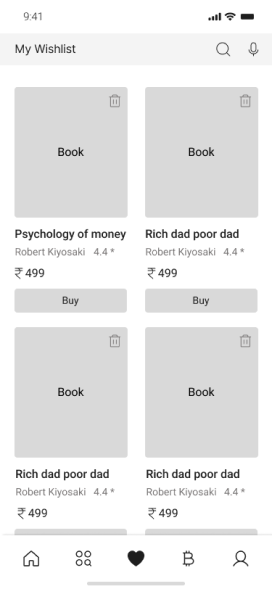 9:41
My Wishlist
Book
Book
Psychology of money
Rich dad poor dad
Robert Kiyosaki 4.4 *
Robert Kiyosaki 4.4 *
₹ 499
₹ 499
Buy
Buy
Book
Book
Rich dad poor dad
Rich dad poor dad
Robert Kiyosaki 4.4 *
Robert Kiyosaki 4.4 *
₹ 499
₹ 499